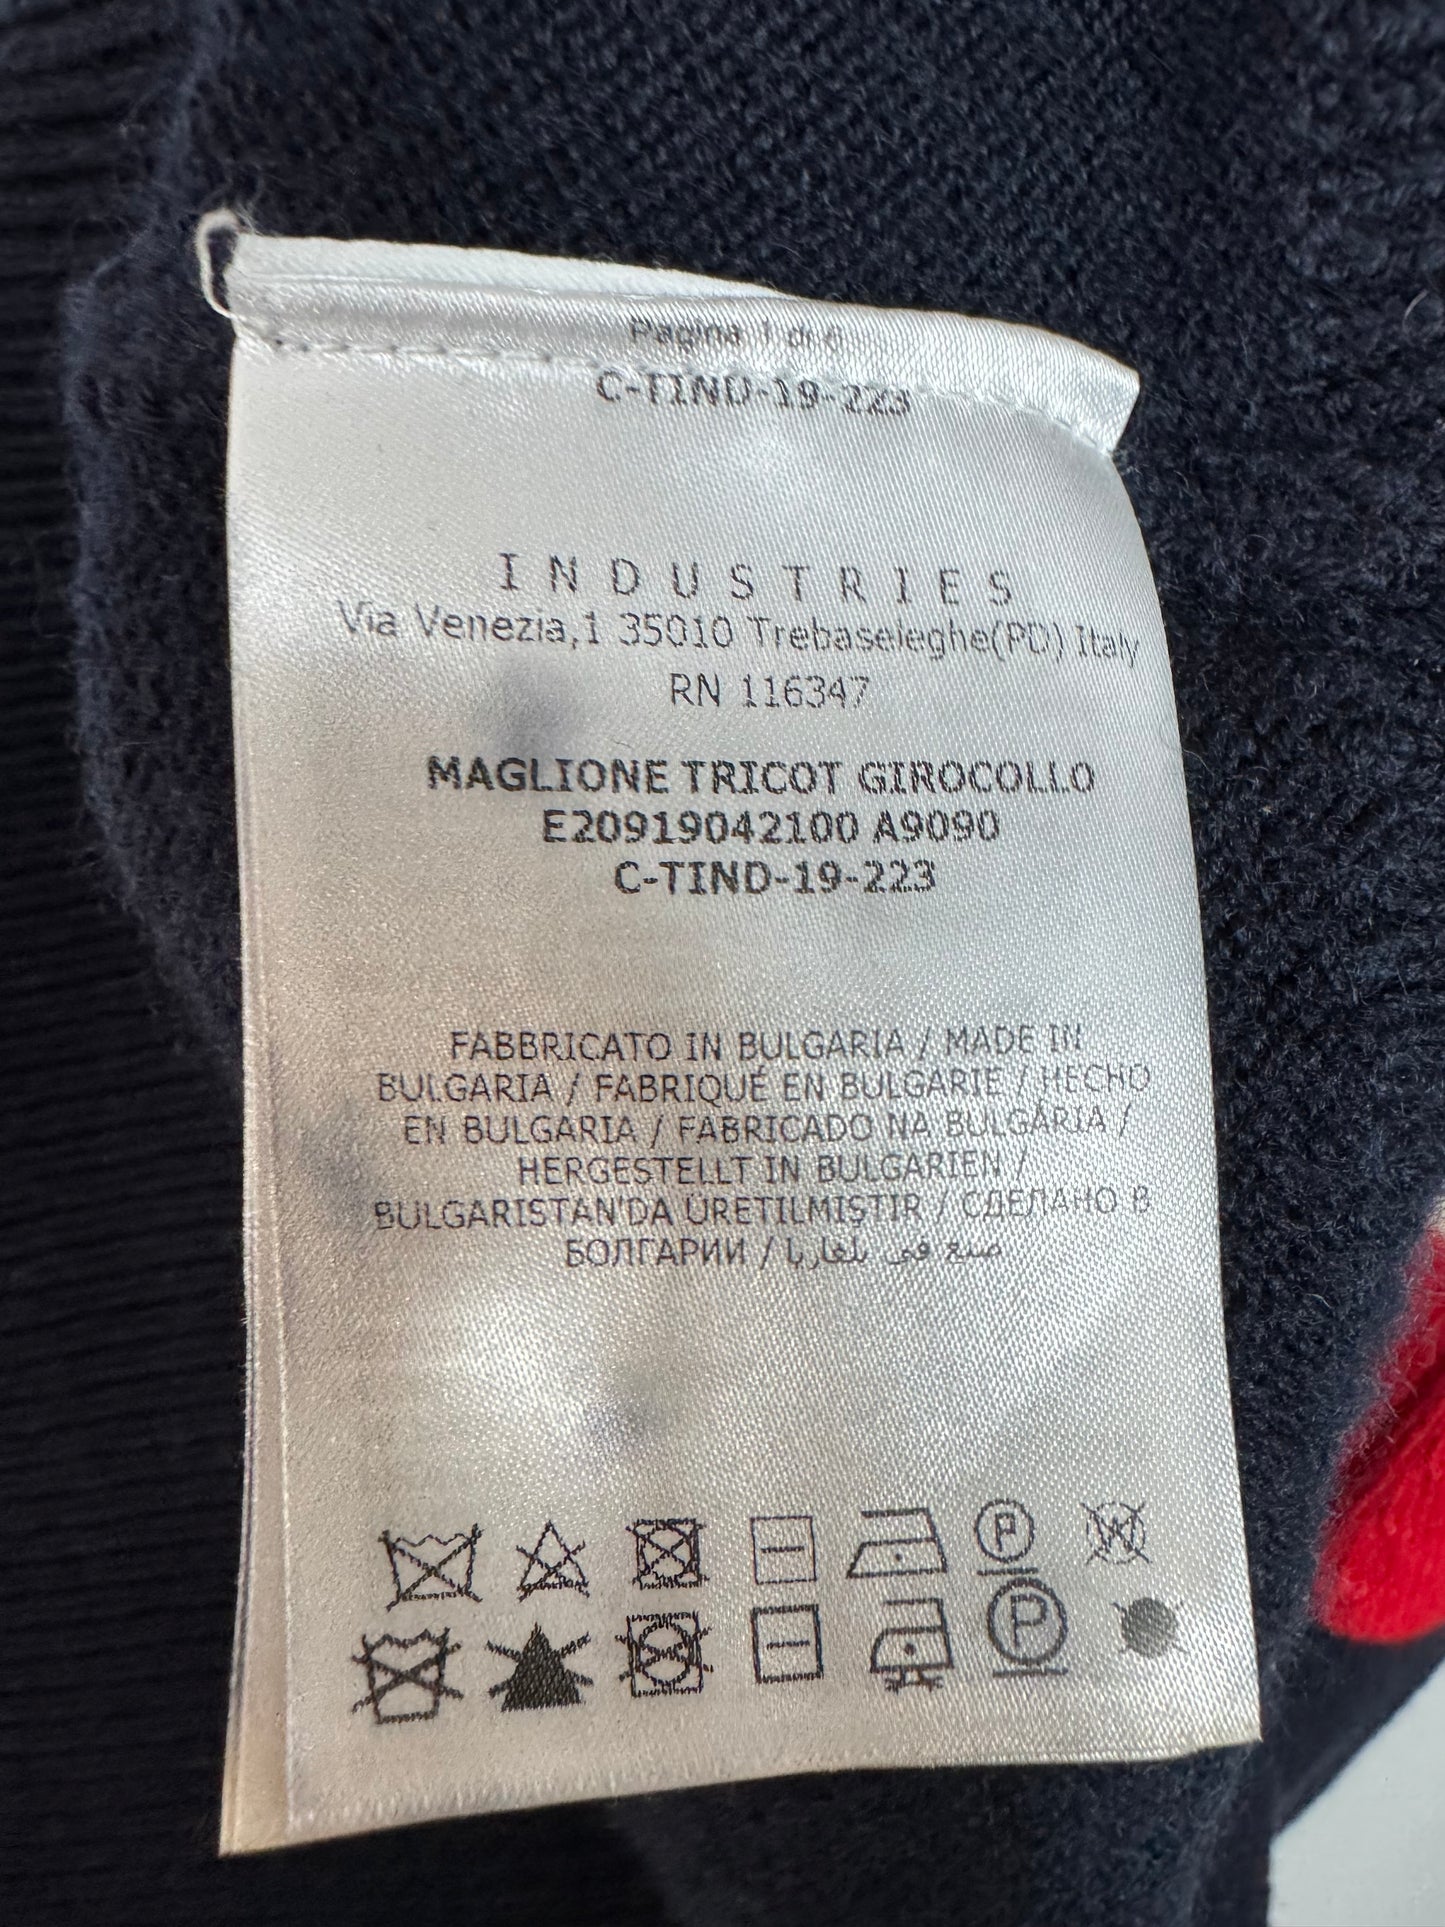 Pagina 1 di 6
C-TIND-19-223
INDUSTRIES
Via Venezia,1 35010 Trebaseleghe(PD) Italy
RN 116347
MAGLIONE TRICOT GIROCOLLO
E20919042100 A9090
C-TIND-19-223
FABBRICATO IN BULGARIA / MADE IN
BULGARIA / FABRIQUÉ EN BULGARIE / HECHO
EN BULGARIA / FABRICADO NA BULGÁRIA /
HERGESTELLT IN BULGARIEN /
BULGARISTAN'DA ÜRETILMIŞTIR / СДЕЛАНО В
БОЛГАРИИ / صنع في بلغاريا
P W
P